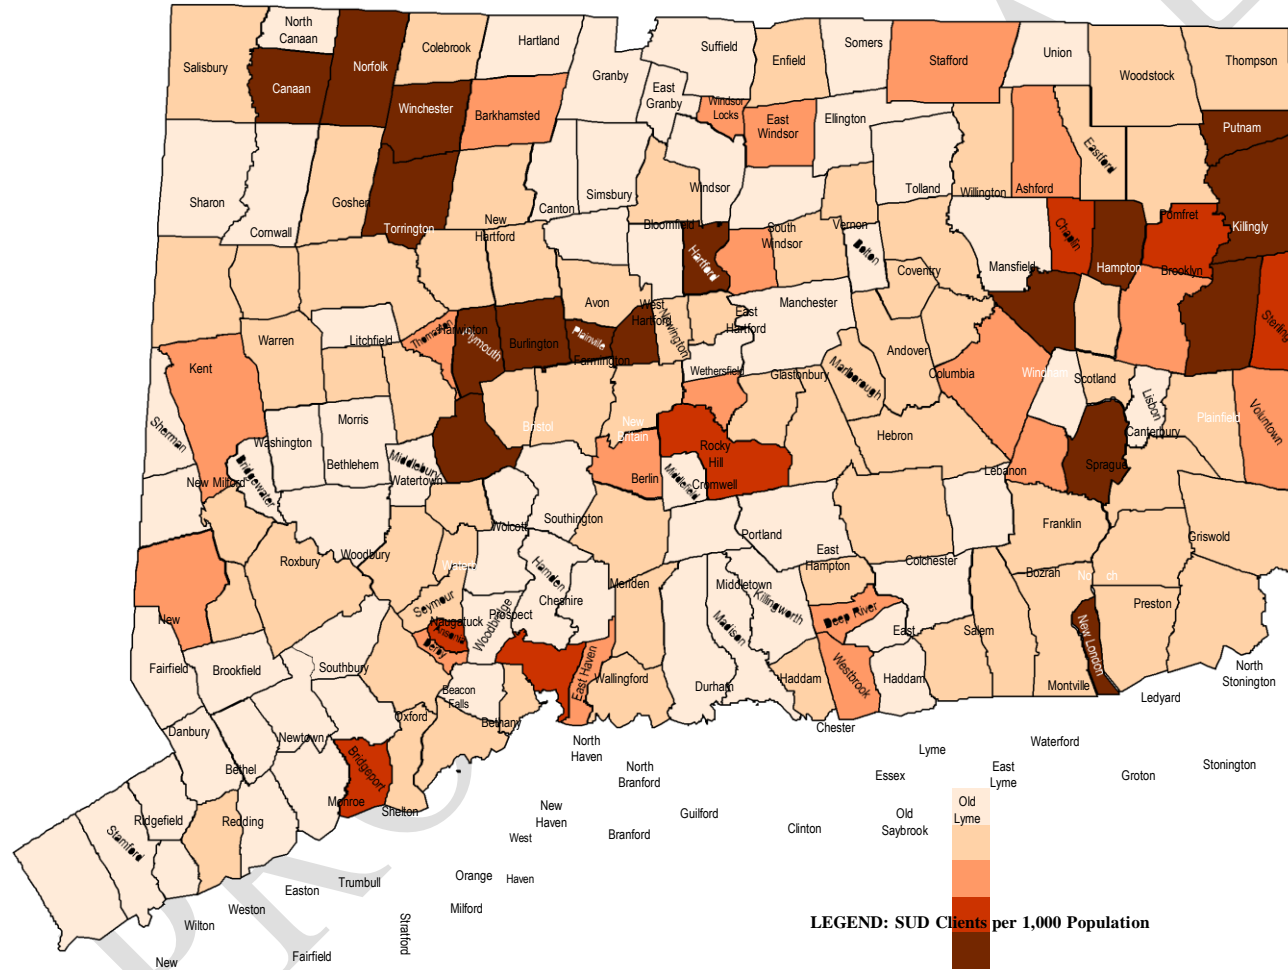 North
Canaan
Salisbury
Canaan
Norfolk
Colebrook
Hartland
Granby
Suffield
East
Granby
Windsor
Locks
Enfield
Somers
Stafford
Union
Woodstock
Thompson
Winchester
Barkhamsted
East
Windsor
Ellington
Eastford
Putnam
Sharon
Cornwall
Goshen
Torrington
New
Hartford
Canton
Simsbury
Windsor
Bloomfield
Tolland
Willington
Ashford
Pomfret
Killingly
Hartford
South
Windsor
Vernon
Bolton
Coventry
Mansfield
Chaplin
Hampton
Brooklyn
Sterling
Warren
Litchfield
Thomaston
Harwinton
Plymouth
Burlington
Plainville
Farmington
Avon
West
Hartford
Newington
East
Hartford
Manchester
Wethersfield
Glastonbury
Marlborough
Andover
Columbia
Windham
Scotland
Lisbon
Canterbury
Plainfield
Voluntown
Kent
Sherman
Washington
Morris
Bethlehem
Middlebury
Watertown
Bristol
New
Britain
Berlin
Rocky
Hill
Middlefield
Cromwell
Hebron
Lebanon
Sprague
New Milford
Bridgewater
Roxbury
Woodbury
Wolcott
Southington
Portland
East
Hampton
Colchester
Franklin
Bozrah
Griswold
Preston
New
Fairfield
Brookfield
Southbury
Seymour
Naugatuck
Ansonia
Derby
Woodbridge
Prospect
Hamden
Cheshire
Meriden
Middletown
Killingworth
Madison
Deep River
East
Haddam
Salem
New London
Montville
Ledyard
North
Stonington
Danbury
Bethel
Newtown
Oxford
Beacon
Falls
Bethany
East Haven
Wallingford
Durham
Haddam
Westbrook
Chester
Bridgeport
Monroe
Shelton
North
Haven
North
Branford
Lyme
Essex
Waterford
East
Lyme
Groton
Stonington
Stamford
Ridgefield
Redding
New
Haven
West
Haven
Branford
Guilford
Clinton
Old
Saybrook
Old
Lyme
Easton
Trumbull
Orange
Milford
Weston
Wilton
Stratford
Fairfield
New
LEGEND: SUD Clients per 1,000 Population